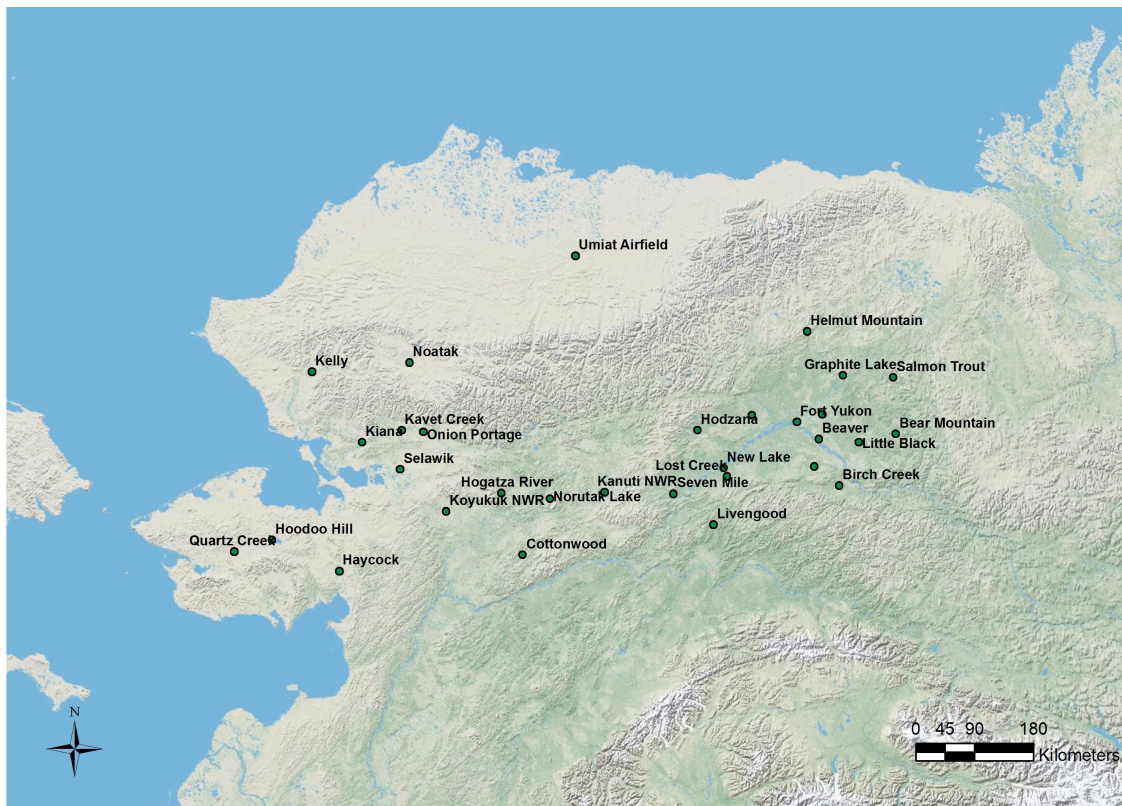 Umiat Airfield
Helmut Mountain
Noatak
Kelly
Graphite Lake
Salmon Trout
Kavet Creek
Fort Yukon
Hodzana
Bear Mountain
Kiana
Onion Portage
Beaver
Little Black
Selawik
Lost Creek
New Lake
Hogatza River
Kanuti NWR
Seven Mile
Birch Creek
Koyukuk NWR
Norutak Lake
Livengood
Hoodoo Hill
Quartz Creek
Cottonwood
Haycock
N
0 45 90 180
Kilometers